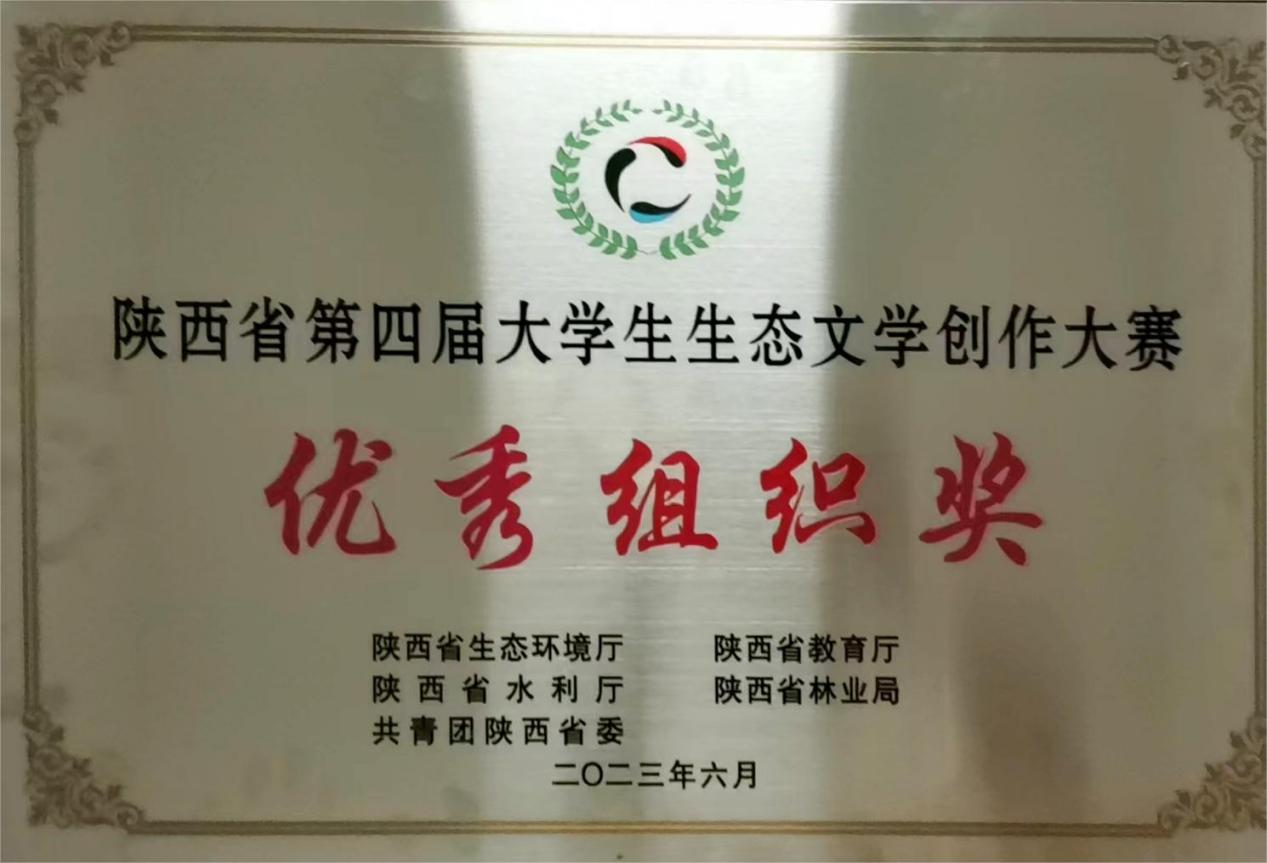 陕西省第四届大学生生态文学创作大赛
优秀组织奖
陕西省生态环境厅 陕西省教育厅
陕西省水利厅 陕西省林业局
共青团陕西省委
二〇二三年六月